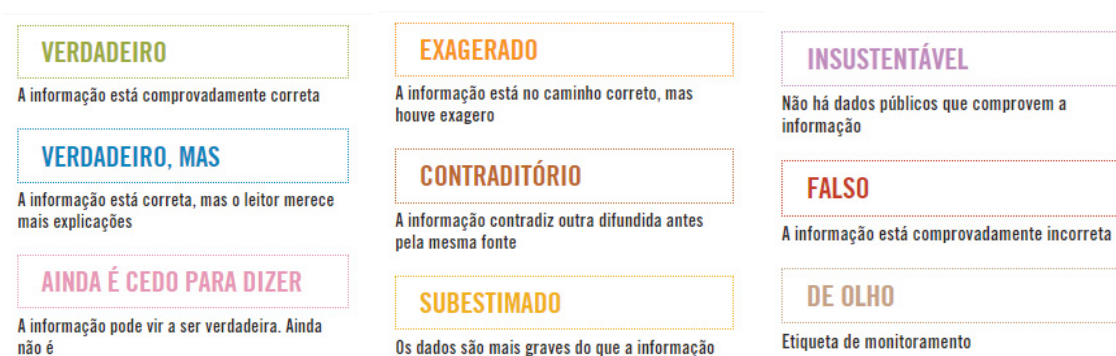 VERDADEIRO
A informação está comprovadamente correta
VERDADEIRO, MAS
A informação está correta, mas o leitor merece
mais explicações
AINDA É CEDO PARA DIZER
A informação pode vir a ser verdadeira. Ainda
não é
EXAGERADO
A informação está no caminho correto, mas
houve exagero
CONTRADITÓRIO
A informação contradiz outra difundida antes
pela mesma fonte
SUBESTIMADO
Os dados são mais graves do que a informação
INSUSTENTÁVEL
Não há dados públicos que comprovem a
informação
FALSO
A informação está comprovadamente incorreta
DE OLHO
Etiqueta de monitoramento